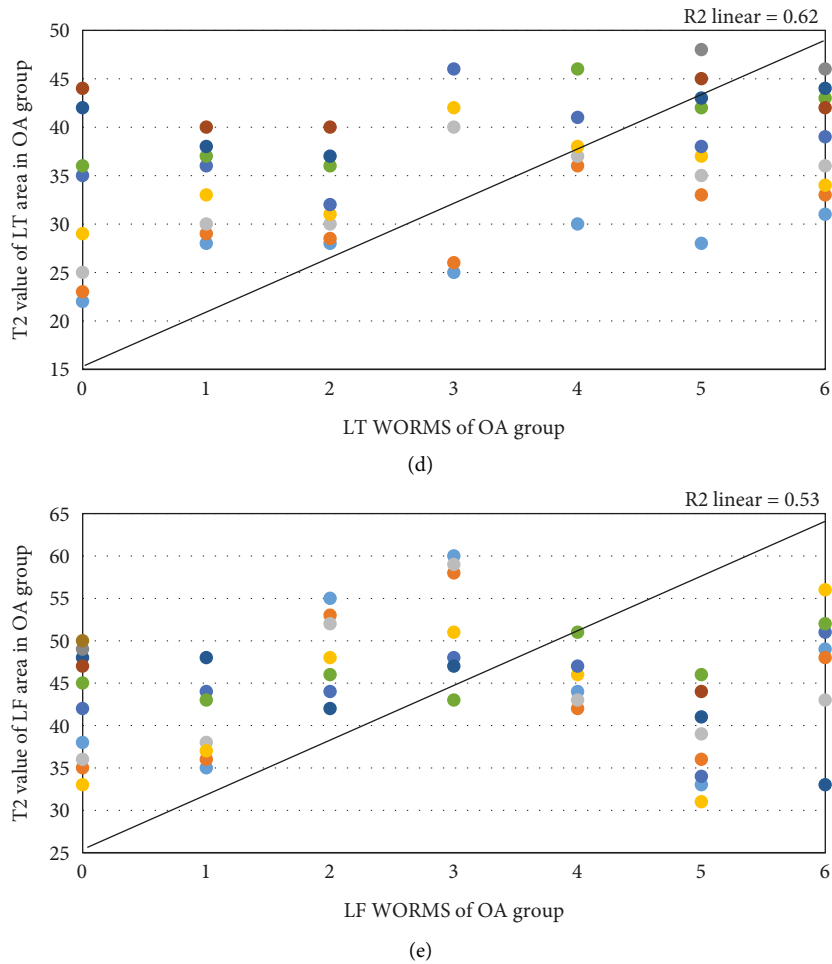 R2 linear = 0.62
50
45
40
35
30
25
20
15
T2 value of LT area in OA group
0 1 2 3 4 5 6
LT WORMS of OA group
(d)
R2 linear = 0.53
65
60
55
50
45
40
35
30
25
T2 value of LF area in OA group
0 1 2 3 4 5 6
LF WORMS of OA group
(e)